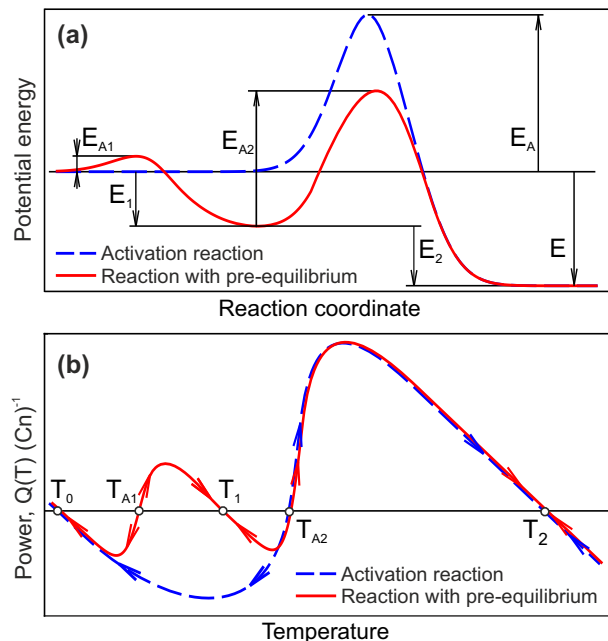 (a)
Potential energy
E_A1
E_1
E_A2
E_A
E_2
E
Activation reaction
Reaction with pre-equilibrium
Reaction coordinate
(b)
Power, Q(T) (Cn)⁻¹
T_0
T_A1
T_1
T_A2
T_2
Activation reaction
Reaction with pre-equilibrium
Temperature